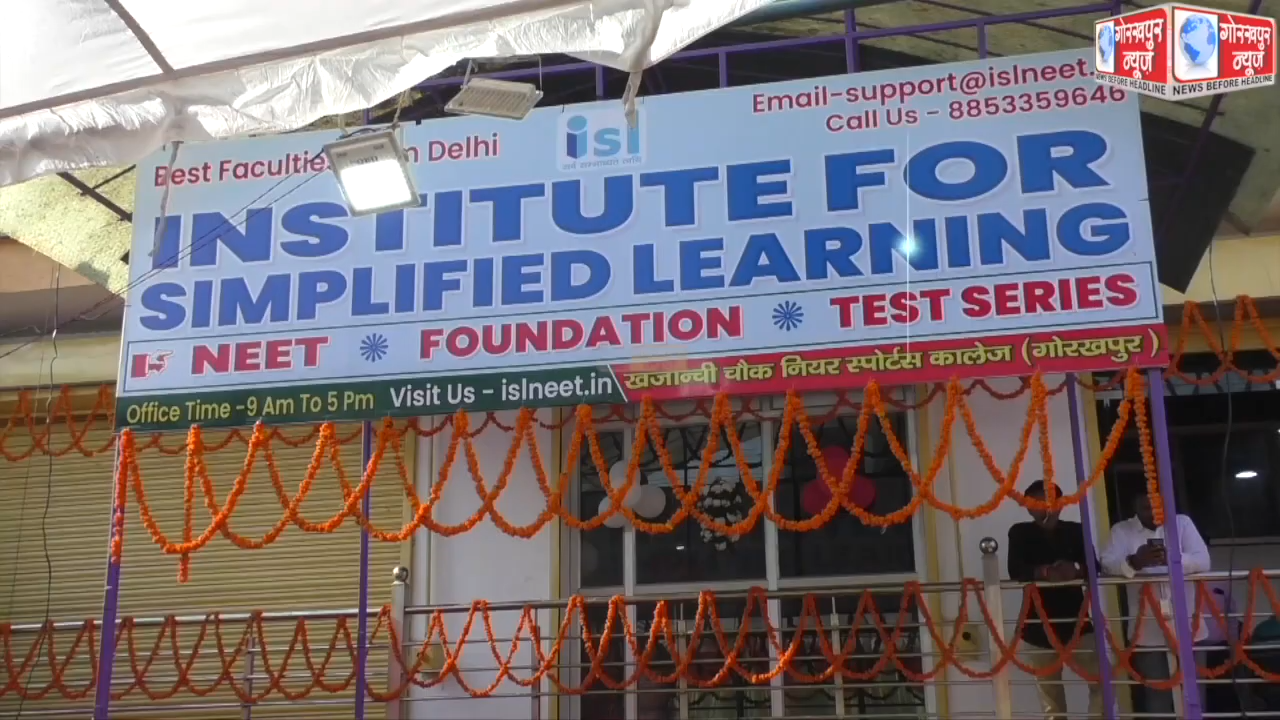 गोरखपुर न्यूज़ गोरखपुर न्यूज़
NEWS BEFORE HEADLINE NEWS BEFORE HEADLINE
Email-support@islneet.
Call Us - 8853359646
Best Delhi
isl
INSTITUTE FOR
SIMPLIFIED LEARNING
NEET FOUNDATION TEST SERIES
Office Time -9 Am To 5 Pm Visit Us - islneet.in खजान्ची चौक नियर स्पोर्टस कालेज (गोरखपुर )